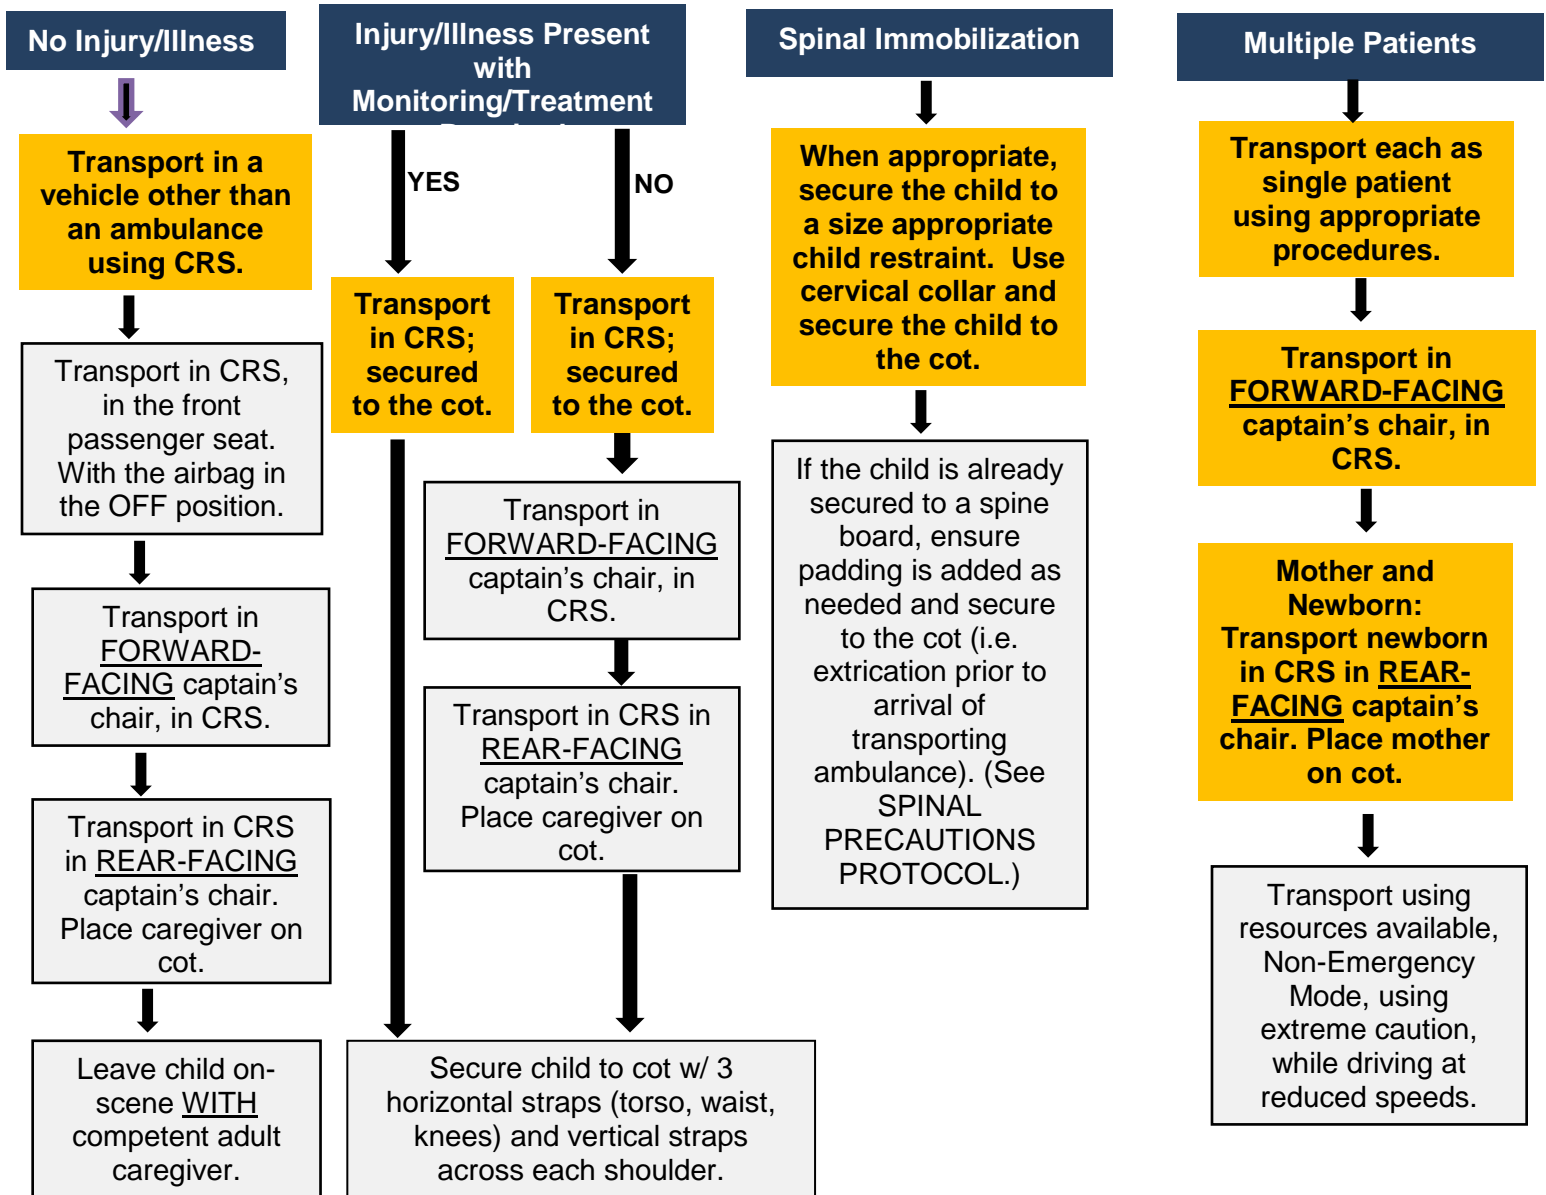 No Injury/Illness
Transport in a
vehicle other than
an ambulance
using CRS.
Transport in CRS,
in the front
passenger seat.
With the airbag in
the OFF position.
Transport in
FORWARD-
FACING captain's
chair, in CRS.
Transport in CRS
in REAR-FACING
captain's chair.
Place caregiver on
cot.
Leave child on-
scene WITH
competent adult
caregiver.
Injury/Illness Present
with
Monitoring/Treatment
YES
NO
Transport
in CRS;
secured
to the cot.
Transport
in CRS;
secured
to the cot.
Transport in
FORWARD-FACING
captain's chair, in
CRS.
Transport in CRS in
REAR-FACING
captain's chair.
Place caregiver on
cot.
Secure child to cot w/ 3
horizontal straps (torso, waist,
knees) and vertical straps
across each shoulder.
Spinal Immobilization
When appropriate,
secure the child to
a size appropriate
child restraint.  Use
cervical collar and
secure the child to
the cot.
If the child is already
secured to a spine
board, ensure
padding is added as
needed and secure
to the cot (i.e.
extrication prior to
arrival of
transporting
ambulance). (See
SPINAL
PRECAUTIONS
PROTOCOL.)
Multiple Patients
Transport each as
single patient
using appropriate
procedures.
Transport in
FORWARD-FACING
captain's chair, in
CRS.
Mother and
Newborn:
Transport newborn
in CRS in REAR-
FACING captain's
chair. Place mother
on cot.
Transport using
resources available,
Non-Emergency
Mode, using
extreme caution,
while driving at
reduced speeds.